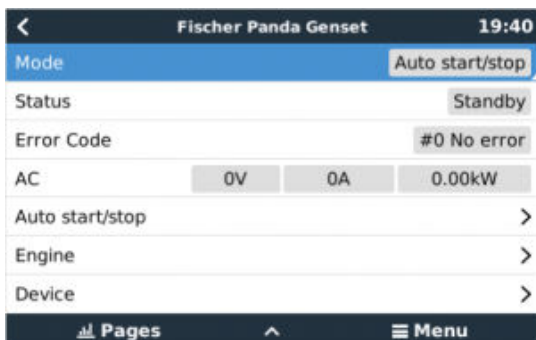 Fischer Panda Genset 19:40
Mode Auto start/stop
Status Standby
Error Code #0 No error
AC 0V 0A 0.00kW
Auto start/stop
Engine
Device
Pages Menu